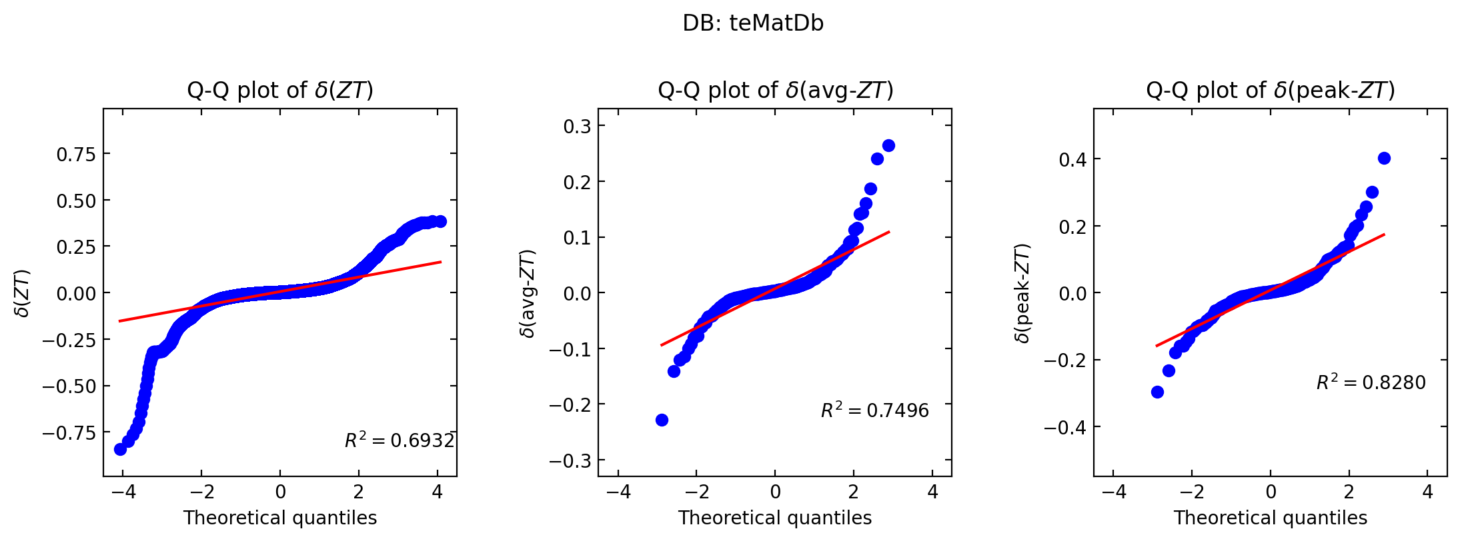 DB: teMatDb
Q-Q plot of δ(ZT)
0.75
0.50
0.25
0.00
−0.25
−0.50
−0.75
δ(ZT)
R² = 0.6932
−4 −2 0 2 4
Theoretical quantiles
Q-Q plot of δ(avg-ZT)
0.3
0.2
0.1
0.0
−0.1
−0.2
−0.3
δ(avg-ZT)
R² = 0.7496
−4 −2 0 2 4
Theoretical quantiles
Q-Q plot of δ(peak-ZT)
0.4
0.2
0.0
−0.2
−0.4
δ(peak-ZT)
R² = 0.8280
−4 −2 0 2 4
Theoretical quantiles